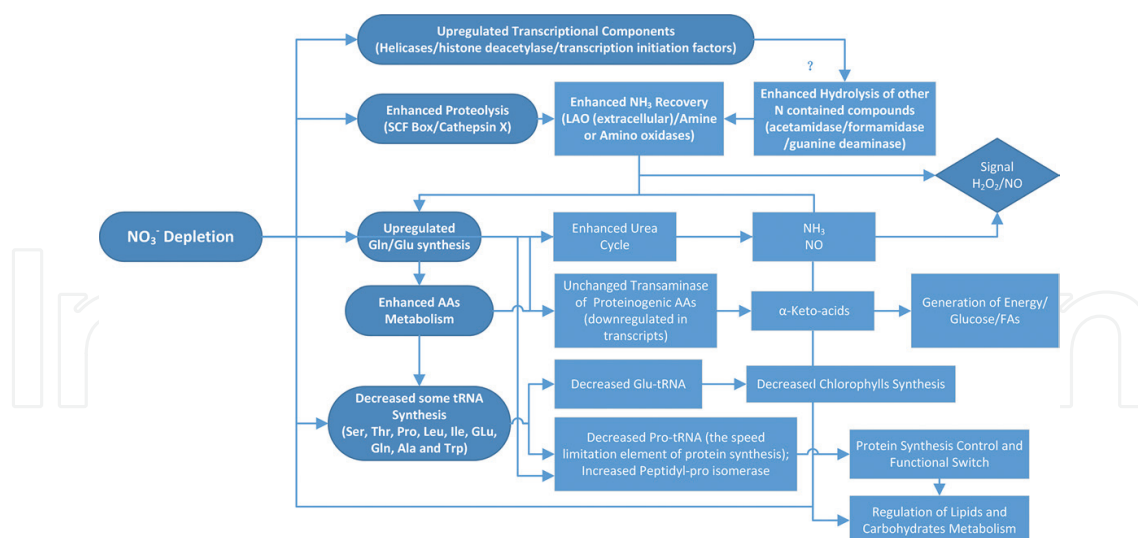 Upregulated Transcriptional Components
(Helicases/histone deacetylase/transcription initiation factors)
?
Enhanced Proteolysis
(SCF Box/Cathepsin X)
Enhanced NH₃ Recovery
(LAO (extracellular)/Amine
or Amino oxidases)
Enhanced Hydrolysis of other
N contained compounds
(acetamidase/formamidase
/guanine deaminase)
Signal
H₂O₂/NO
NO₃⁻ Depletion
Upregulated
Gln/Glu synthesis
Enhanced Urea
Cycle
NH₃
NO
Enhanced AAs
Metabolism
Unchanged Transaminase
of Proteinogenic AAs
(downregulated in
transcripts)
α-Keto-acids
Generation of Energy/
Glucose/FAs
Decreased some tRNA
Synthesis
(Ser, Thr, Pro, Leu, Ile, GLu,
Gln, Ala and Trp)
Decreased Glu-tRNA
Decreased Chlorophylls Synthesis
Decreased Pro-tRNA (the speed
limitation element of protein synthesis);
Increased Peptidyl-pro isomerase
Protein Synthesis Control and
Functional Switch
Regulation of Lipids and
Carbohydrates Metabolism